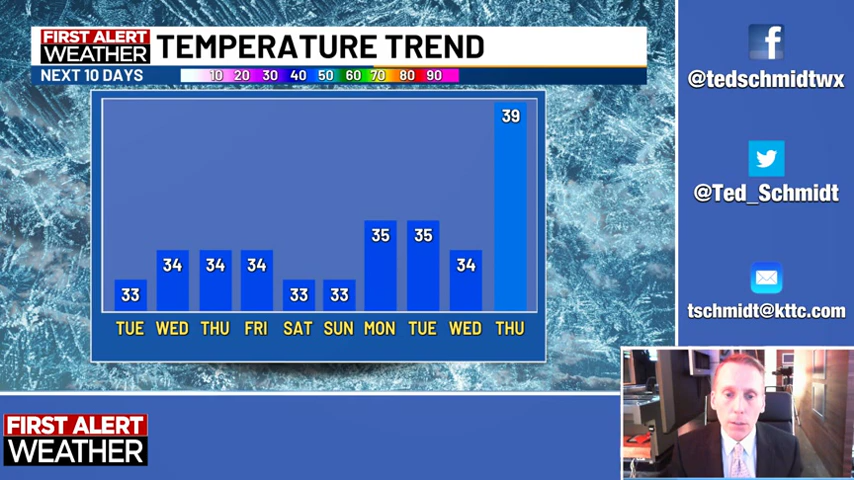 FIRST ALERT
WEATHER
TEMPERATURE TREND
NEXT 10 DAYS
10 20 30 40 50 60 70 80 90
39
35 35
34 34 34 34
33 33 33
TUE WED THU FRI SAT SUN MON TUE WED THU
@tedschmidtwx
@Ted_Schmidt
tschmidt@kttc.com
FIRST ALERT
WEATHER